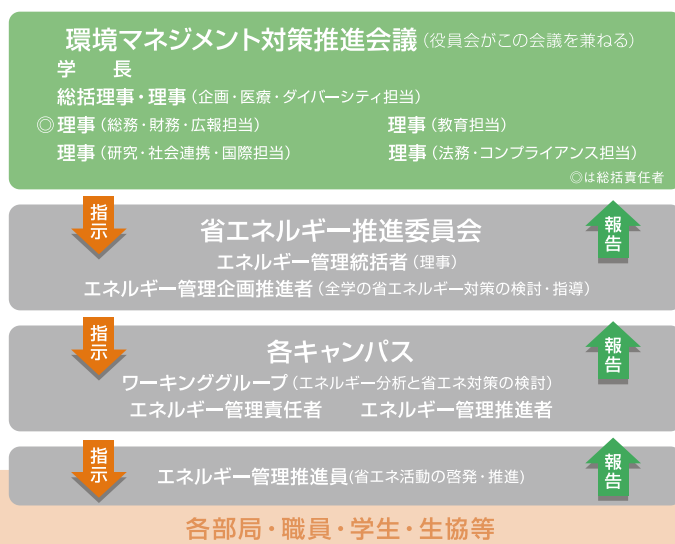 環境マネジメント対策推進会議(役員会がこの会議を兼ねる)
学　長
総括理事・理事(企画・医療・ダイバーシティ担当)
◎理事(総務・財務・広報担当)　理事(教育担当)
理事(研究・社会連携・国際担当)　理事(法務・コンプライアンス担当)
◎は総括責任者
指示
報告
省エネルギー推進委員会
エネルギー管理統括者(理事)
エネルギー管理企画推進者(全学の省エネルギー対策の検討・指導)
指示
報告
各キャンパス
ワーキンググループ(エネルギー分析と省エネ対策の検討)
エネルギー管理責任者　エネルギー管理推進者
指示
報告
エネルギー管理推進員(省エネ活動の啓発・推進)
各部局・職員・学生・生協等